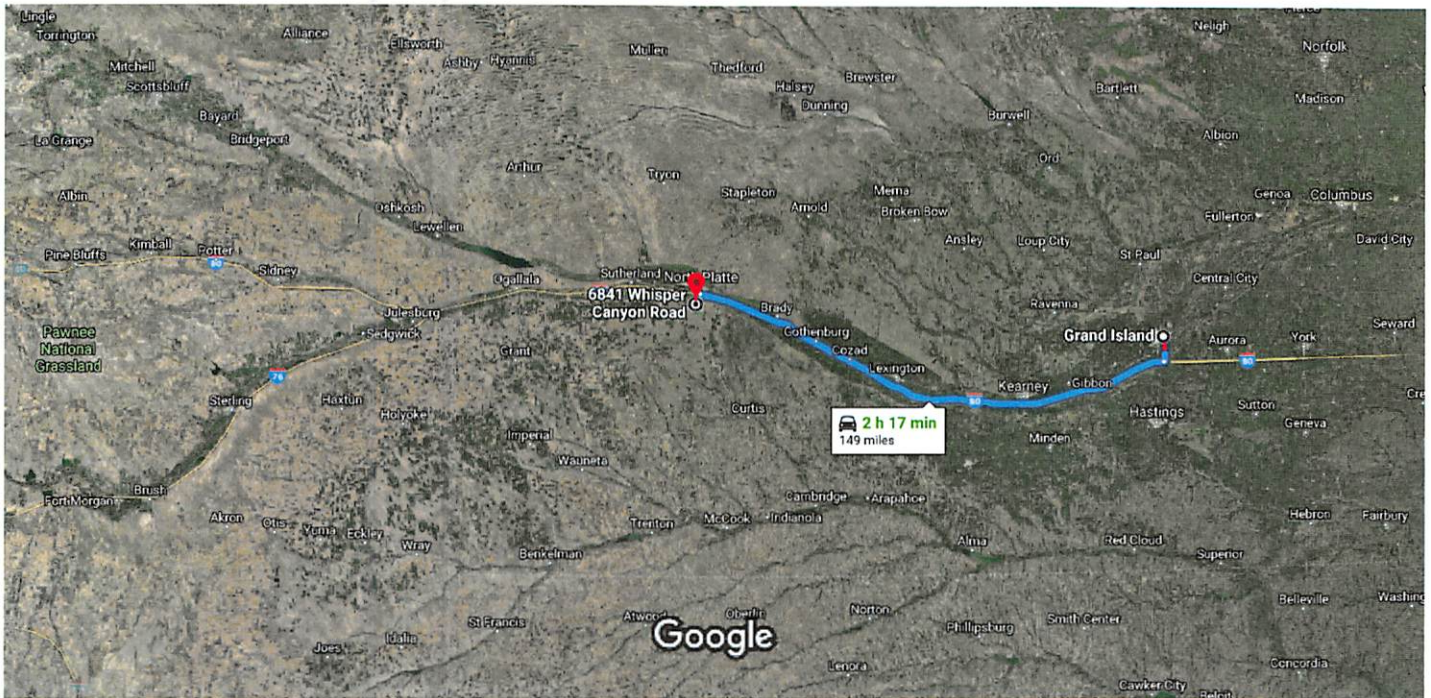 Lingle
Torrington
Alliance
Ellsworth
Ashby
Hyannis
Mullen
Thedford
Neligh
Norfolk
Mitchell
Scottsbluff
Halsey
Brewster
Dunning
Bartlett
Madison
Bayard
Burwell
La Grange
Bridgeport
Albion
Arthur
Tryon
Ord
Albin
Stapleton
Merna
Genoa
Columbus
Oshkosh
Arnold
Broken Bow
Fullerton
Lewellen
Ansley
Loup City
David City
Pine Bluffs
Kimball
Potter
St Paul
80
Sidney
Ogallala
Sutherland
North Platte
Central City
6841 Whisper
Canyon Road
Brady
Ravenna
Julesburg
Sedgwick
Gothenburg
Grand Island
Aurora
York
Seward
Pawnee
National
Grassland
Grant
Cozad
Lexington
80
76
Kearney
Gibbon
Sterling
Haxtun
Holyoke
80
Curtis
2 h 17 min
149 miles
Hastings
Sutton
Geneva
Imperial
Minden
Wauneta
Brush
Fort Morgan
Cambridge
Arapahoe
Akron
Otis
Yuma
Eckley
Wray
Trenton
McCook
Indianola
Hebron
Fairbury
Benkelman
Alma
Red Cloud
Superior
St Francis
Atwood
Oberlin
Norton
Belleville
Joes
Idalia
Google
Phillipsburg
Smith Center
Lenora
Concordia
Cawker City
Beloit